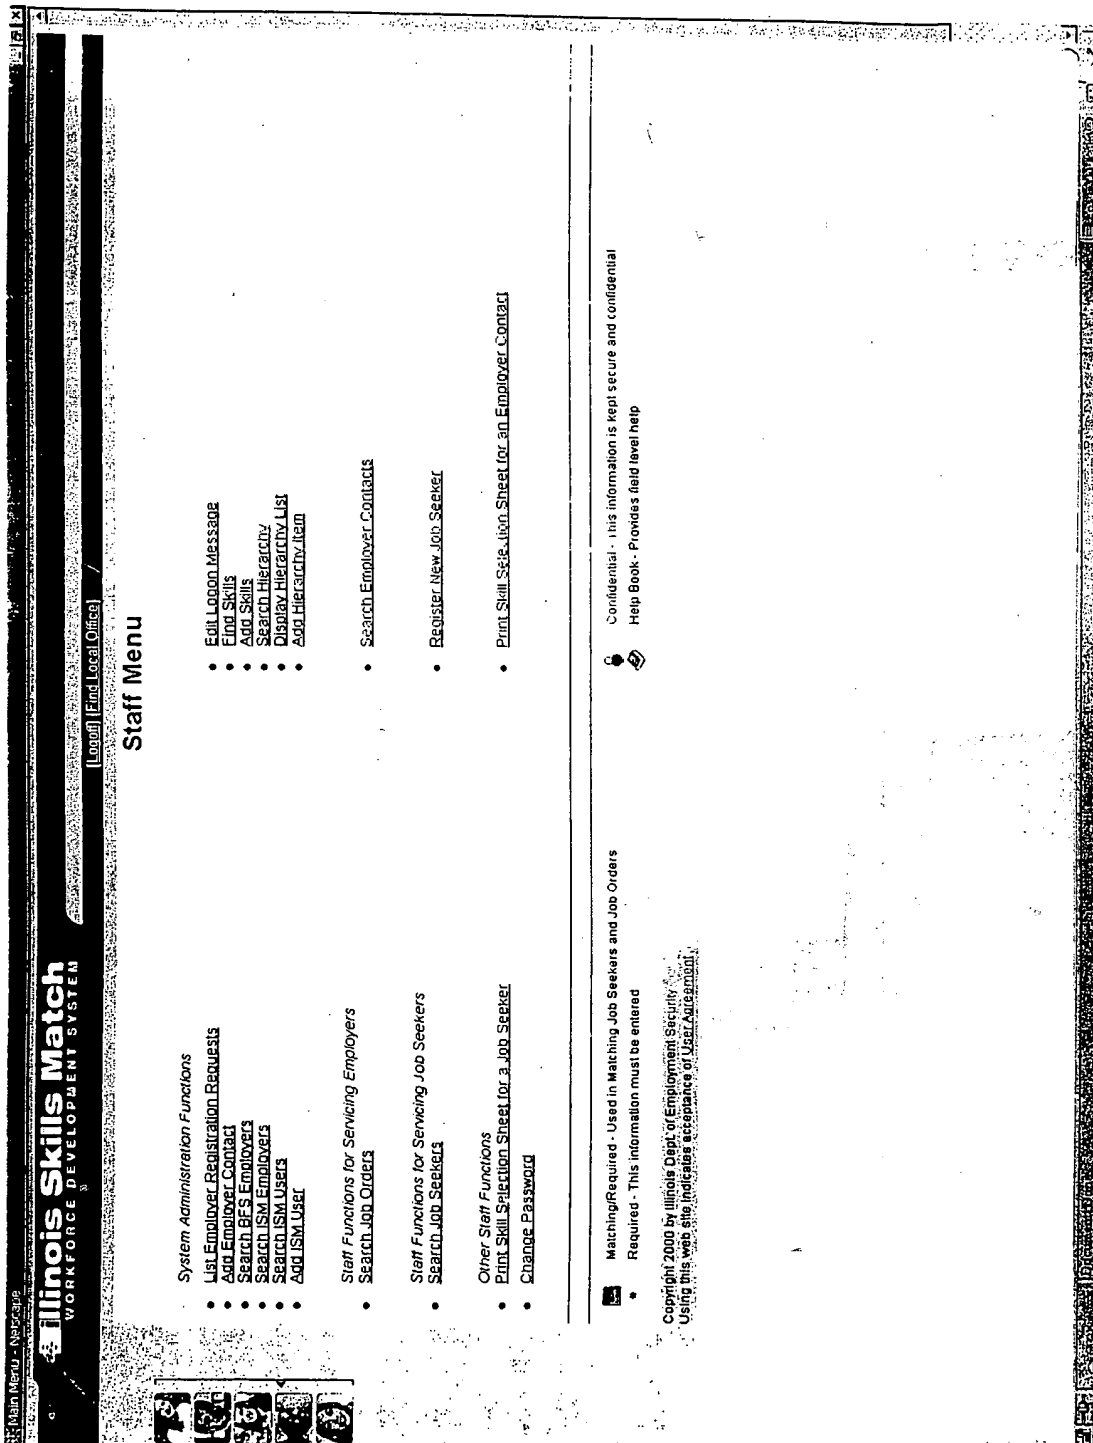 Main Menu - Netscape
illinois Skills Match
WORKFORCE DEVELOPMENT SYSTEM
[Logoff] [Find Local Office]
Staff Menu
System Administration Functions
• List Employer Registration Requests
• Add Employer Contact
• Search BFS Employers
• Search ISM Employers
• Search ISM Users
• Add ISM User
• Edit Logon Message
• Find Skills
• Add Skills
• Search Hierarchy
• Display Hierarchy List
• Add Hierarchy Item
Staff Functions for Servicing Employers
• Search Job Orders
• Search Employer Contacts
Staff Functions for Servicing Job Seekers
• Search Job Seekers
• Register New Job Seeker
Other Staff Functions
• Print Skill Selection Sheet for a Job Seeker
• Print Skill Selection Sheet for an Employer Contact
• Change Password
Matching/Required - Used in Matching Job Seekers and Job Orders
• Required - This information must be entered
Confidential - This information is kept secure and confidential
Help Book - Provides field level help
Copyright 2000 by Illinois Dept. of Employment Security
Using this web site indicates acceptance of User Agreement